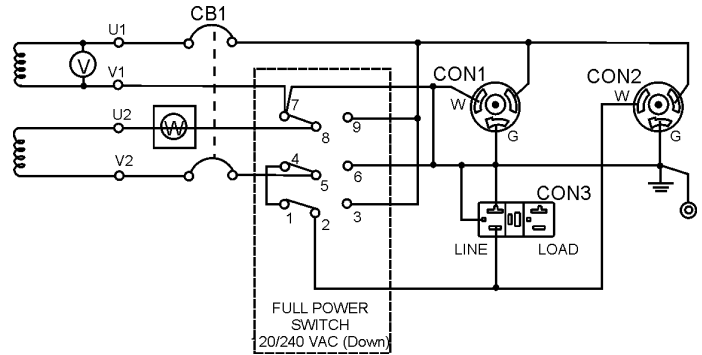 CB1
U1
V
V1
7
CON1
W
G
CON2
W
G
U2
W
8
9
V2
4
5
6
1
2
3
CON3
LINE
LOAD
FULL POWER
SWITCH
120/240 VAC (Down)